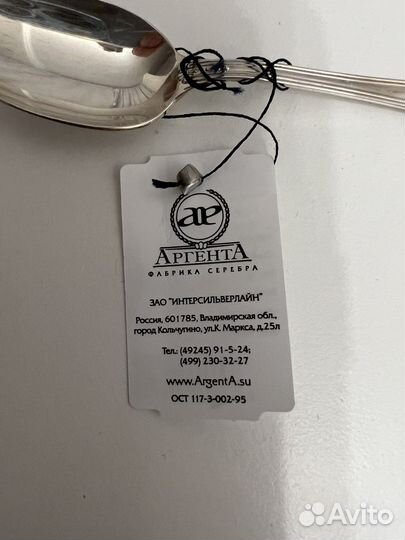 æ
АРГЕНТА
ФАБРИКА СЕРЕБРА
ЗАО "ИНТЕРСИЛЬВЕРЛАЙН"
Россия, 601785, Владимирская обл.,
город Кольчугино, ул.К. Маркса, д.25л
Тел.: (49245) 91-5-24;
(499) 230-32-27
www.ArgentA.su
ОСТ 117-3-002-95
Avito